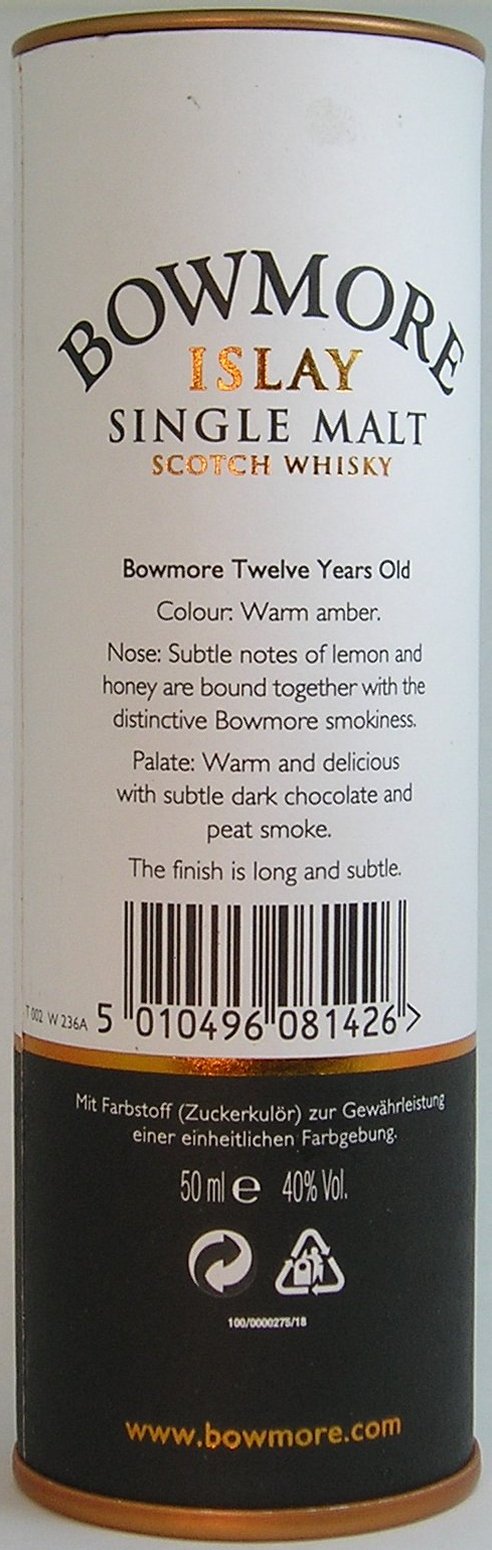 BOWMORE
ISLAY
SINGLE MALT
SCOTCH WHISKY
Bowmore Twelve Years Old
Colour: Warm amber.
Nose: Subtle notes of lemon and
honey are bound together with the
distinctive Bowmore smokiness.
Palate: Warm and delicious
with subtle dark chocolate and
peat smoke.
The finish is long and subtle.
T 002 W 236A
5 010496 081426 >
Mit Farbstoff (Zuckerkulör) zur Gewährleistung
einer einheitlichen Farbgebung.
50 ml e 40% Vol.
100/0000275/18
www.bowmore.com